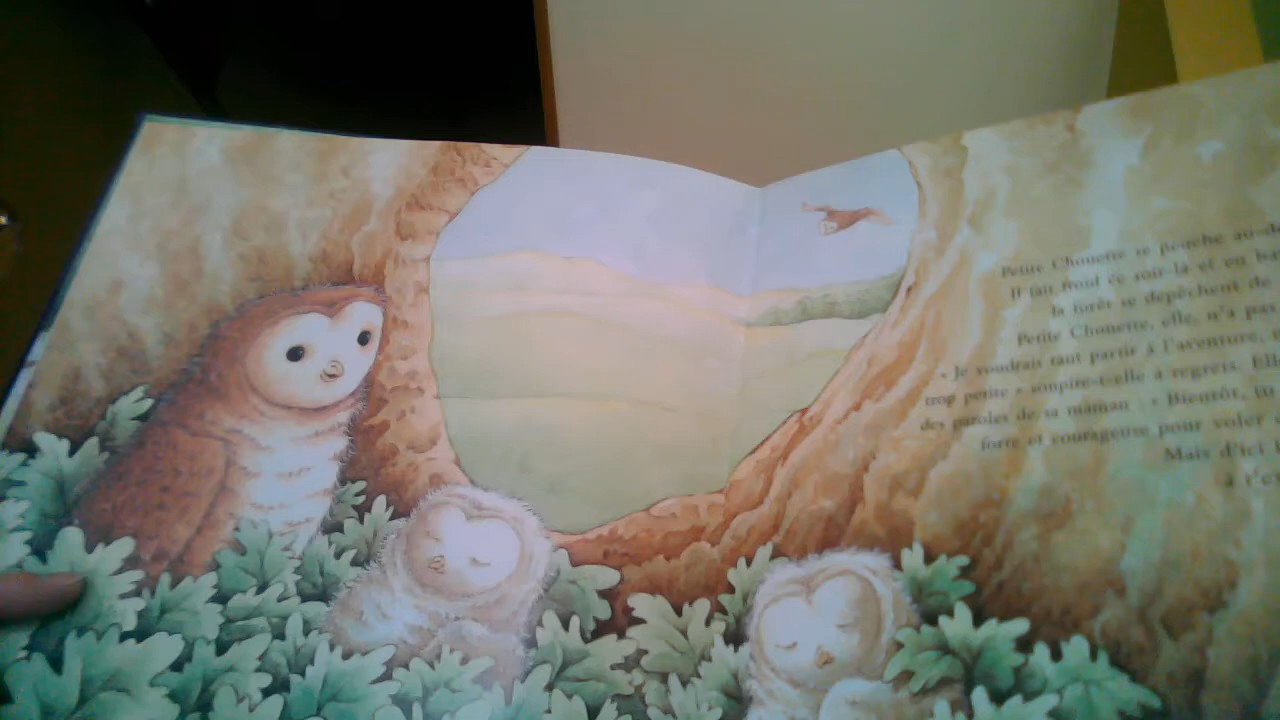 Petite Chouette se penche au-de
Il fait froid ce soir-là et en ba
la forêt se dépêchent de
Petite Chouette, elle, n'a pas
« Je voudrais tant partir à l'aventure,
trop petite » soupire-t-elle à regrets. Elle
des paroles de sa maman : « Bientôt, tu
forte et courageuse pour voler
Mais d'ici